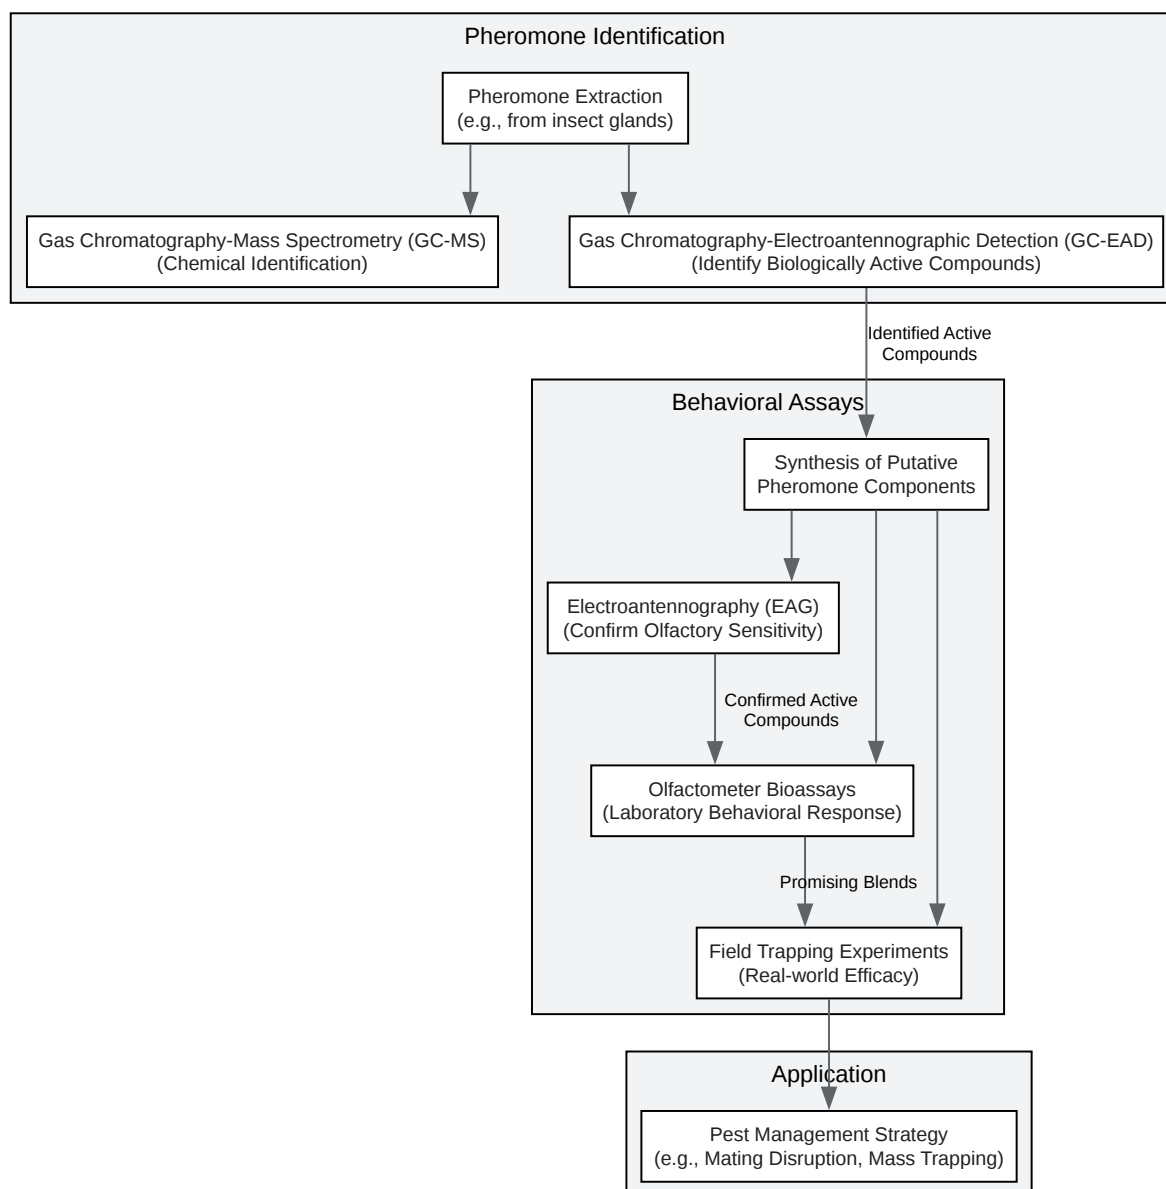 Pheromone Identification
Pheromone Extraction
(e.g., from insect glands)
Gas Chromatography-Mass Spectrometry (GC-MS)
(Chemical Identification)
Gas Chromatography-Electroantennographic Detection (GC-EAD)
(Identify Biologically Active Compounds)
Identified Active
Compounds
Behavioral Assays
Synthesis of Putative
Pheromone Components
Electroantennography (EAG)
(Confirm Olfactory Sensitivity)
Confirmed Active
Compounds
Olfactometer Bioassays
(Laboratory Behavioral Response)
Promising Blends
Field Trapping Experiments
(Real-world Efficacy)
Application
Pest Management Strategy
(e.g., Mating Disruption, Mass Trapping)